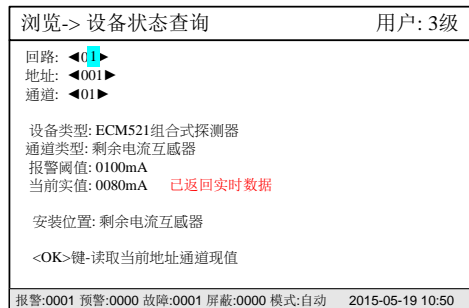 浏览-> 设备状态查询 用户: 3级
回路: ◀01▶
地址: ◀001▶
通道: ◀01▶
设备类型: ECM521组合式探测器
通道类型: 剩余电流互感器
报警阈值: 0100mA
当前实值: 0080mA 已返回实时数据
安装位置: 剩余电流互感器
<OK>键-读取当前地址通道现值
报警:0001 预警:0000 故障:0001 屏蔽:0000 模式:自动 2015-05-19 10:50